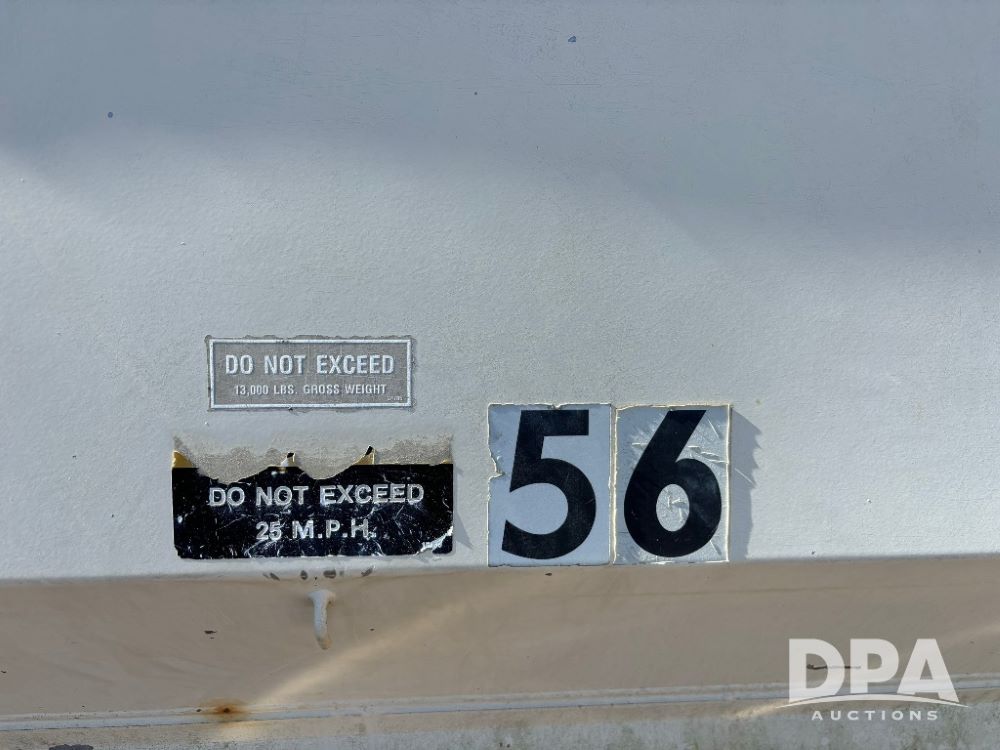 DO NOT EXCEED
13,000 LBS. GROSS WEIGHT
DO NOT EXCEED
25 M.P.H.
56
DPA
AUCTIONS